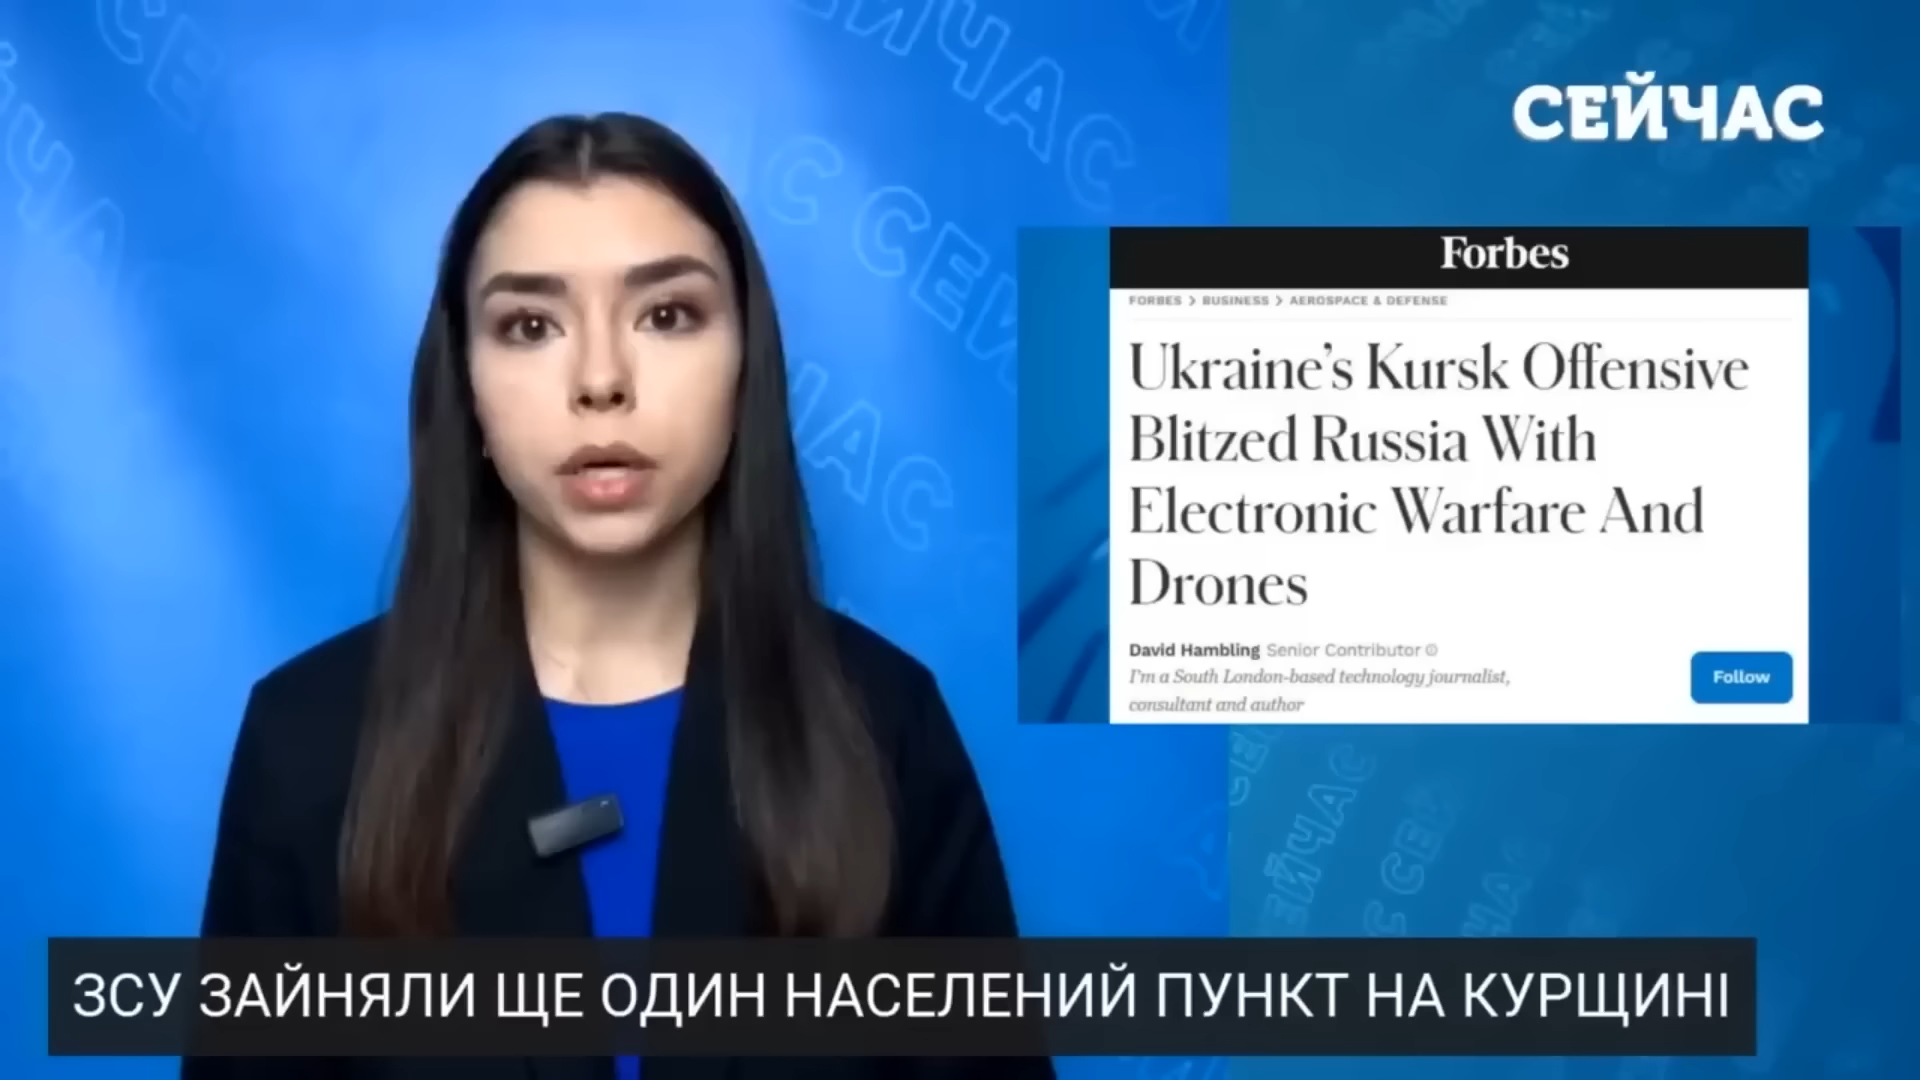 СЕЙЧАС
Forbes
FORBES > BUSINESS > AEROSPACE & DEFENSE
Ukraine’s Kursk Offensive
Blitzed Russia With
Electronic Warfare And
Drones
David Hambling Senior Contributor
I'm a South London-based technology journalist,
consultant and author
Follow
ЗСУ ЗАЙНЯЛИ ЩЕ ОДИН НАСЕЛЕНИЙ ПУНКТ НА КУРЩИНІ